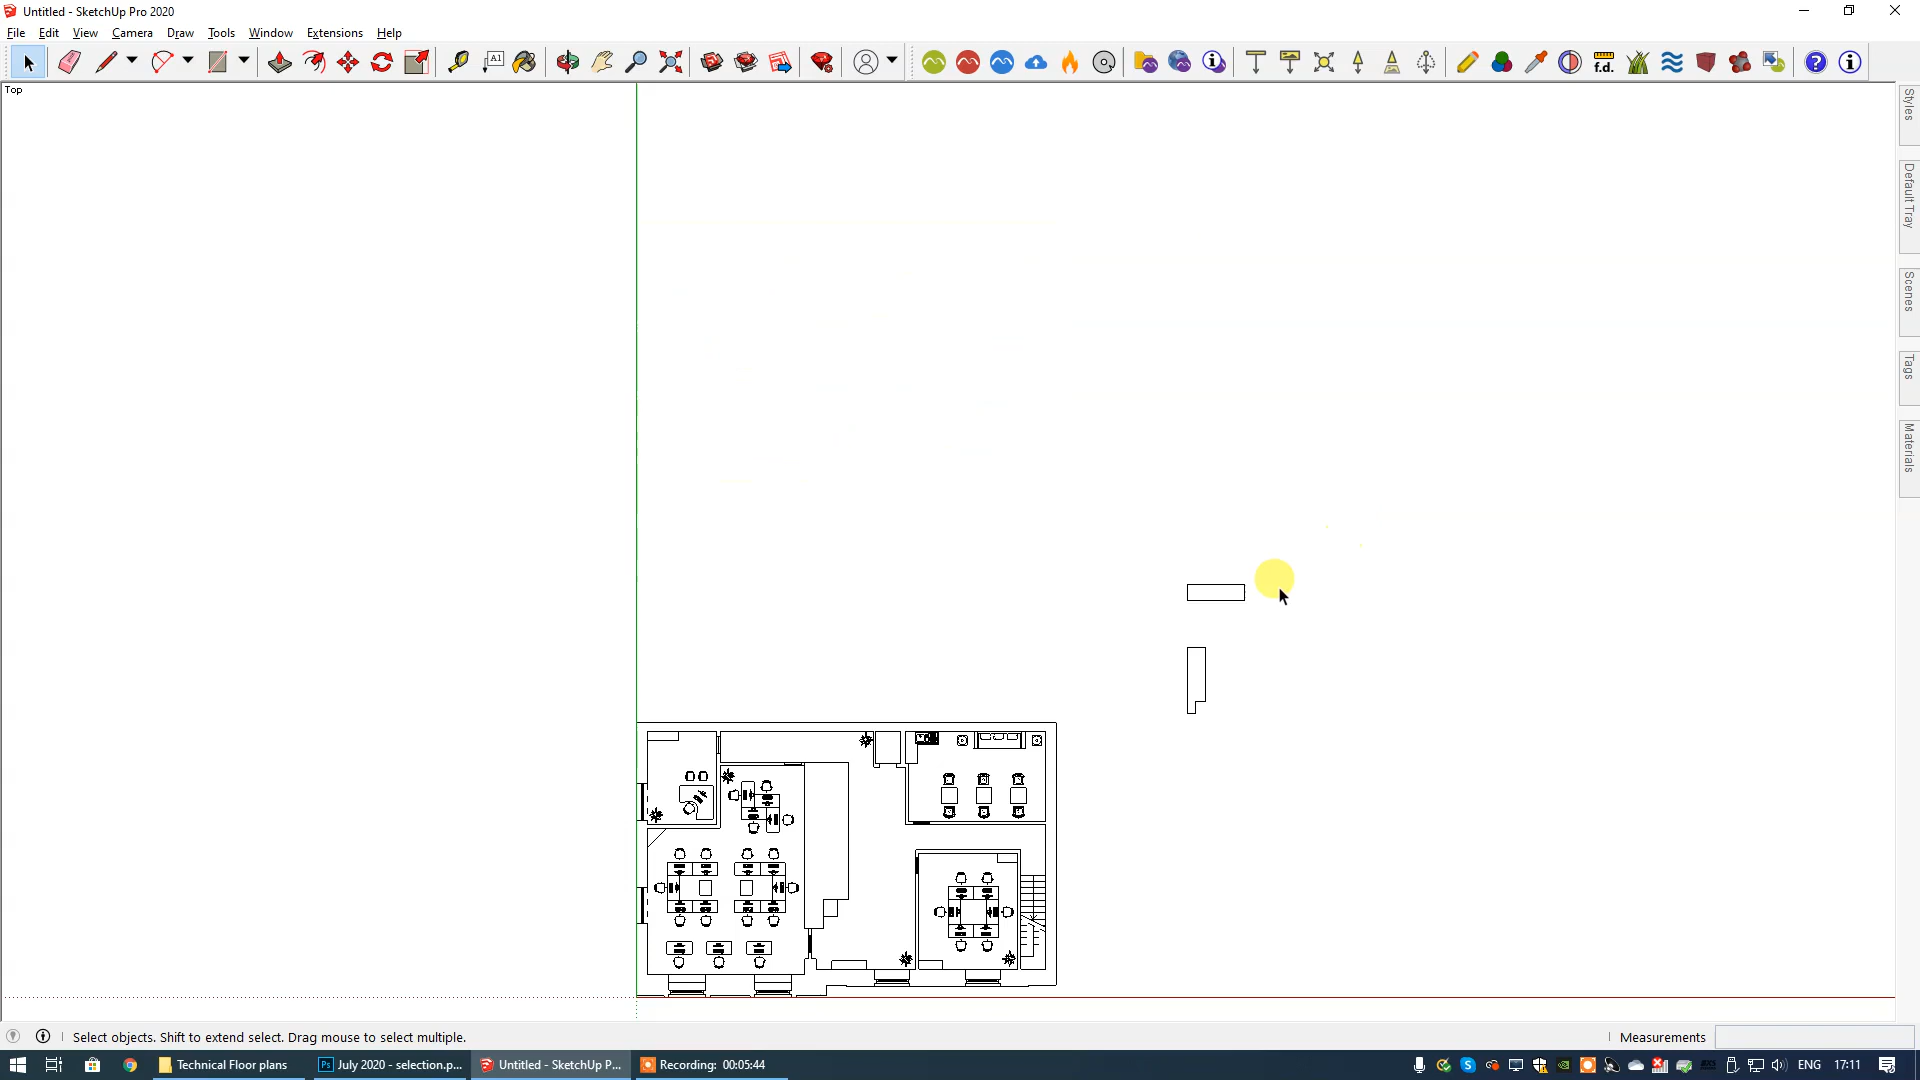 Untitled - SketchUp Pro 2020
File Edit View Camera Draw Tools Window Extensions Help
A1
f.d.
Top
Styles
Default Tray
Scenes
Tags
Materials
Select objects. Shift to extend select. Drag mouse to select multiple.
Measurements
Technical Floor plans
Ps July 2020 - selection.p...
Untitled - SketchUp P...
Recording: 00:05:44
ENG 17:11